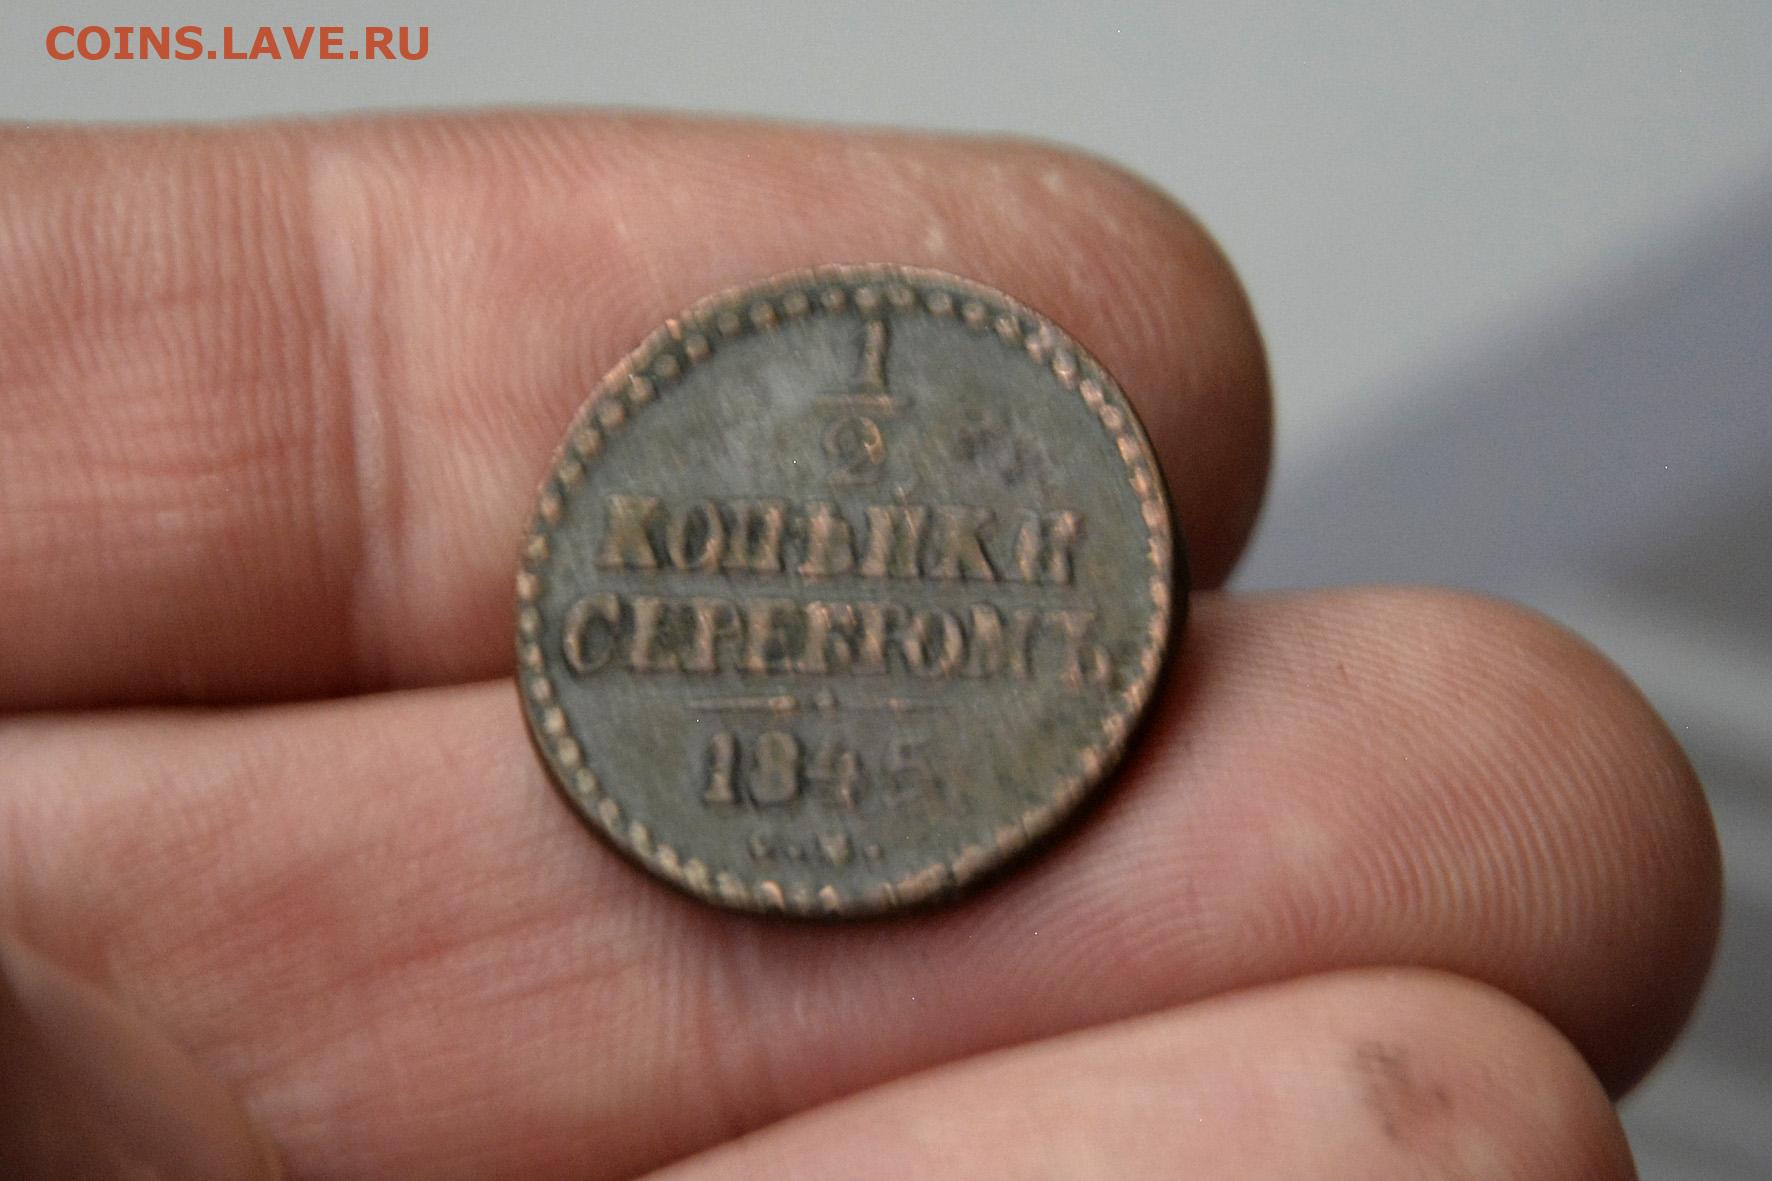 COINS.LAVE.RU
1
2
КОПѢЙКИ
СЕРЕБРОМЪ
1845